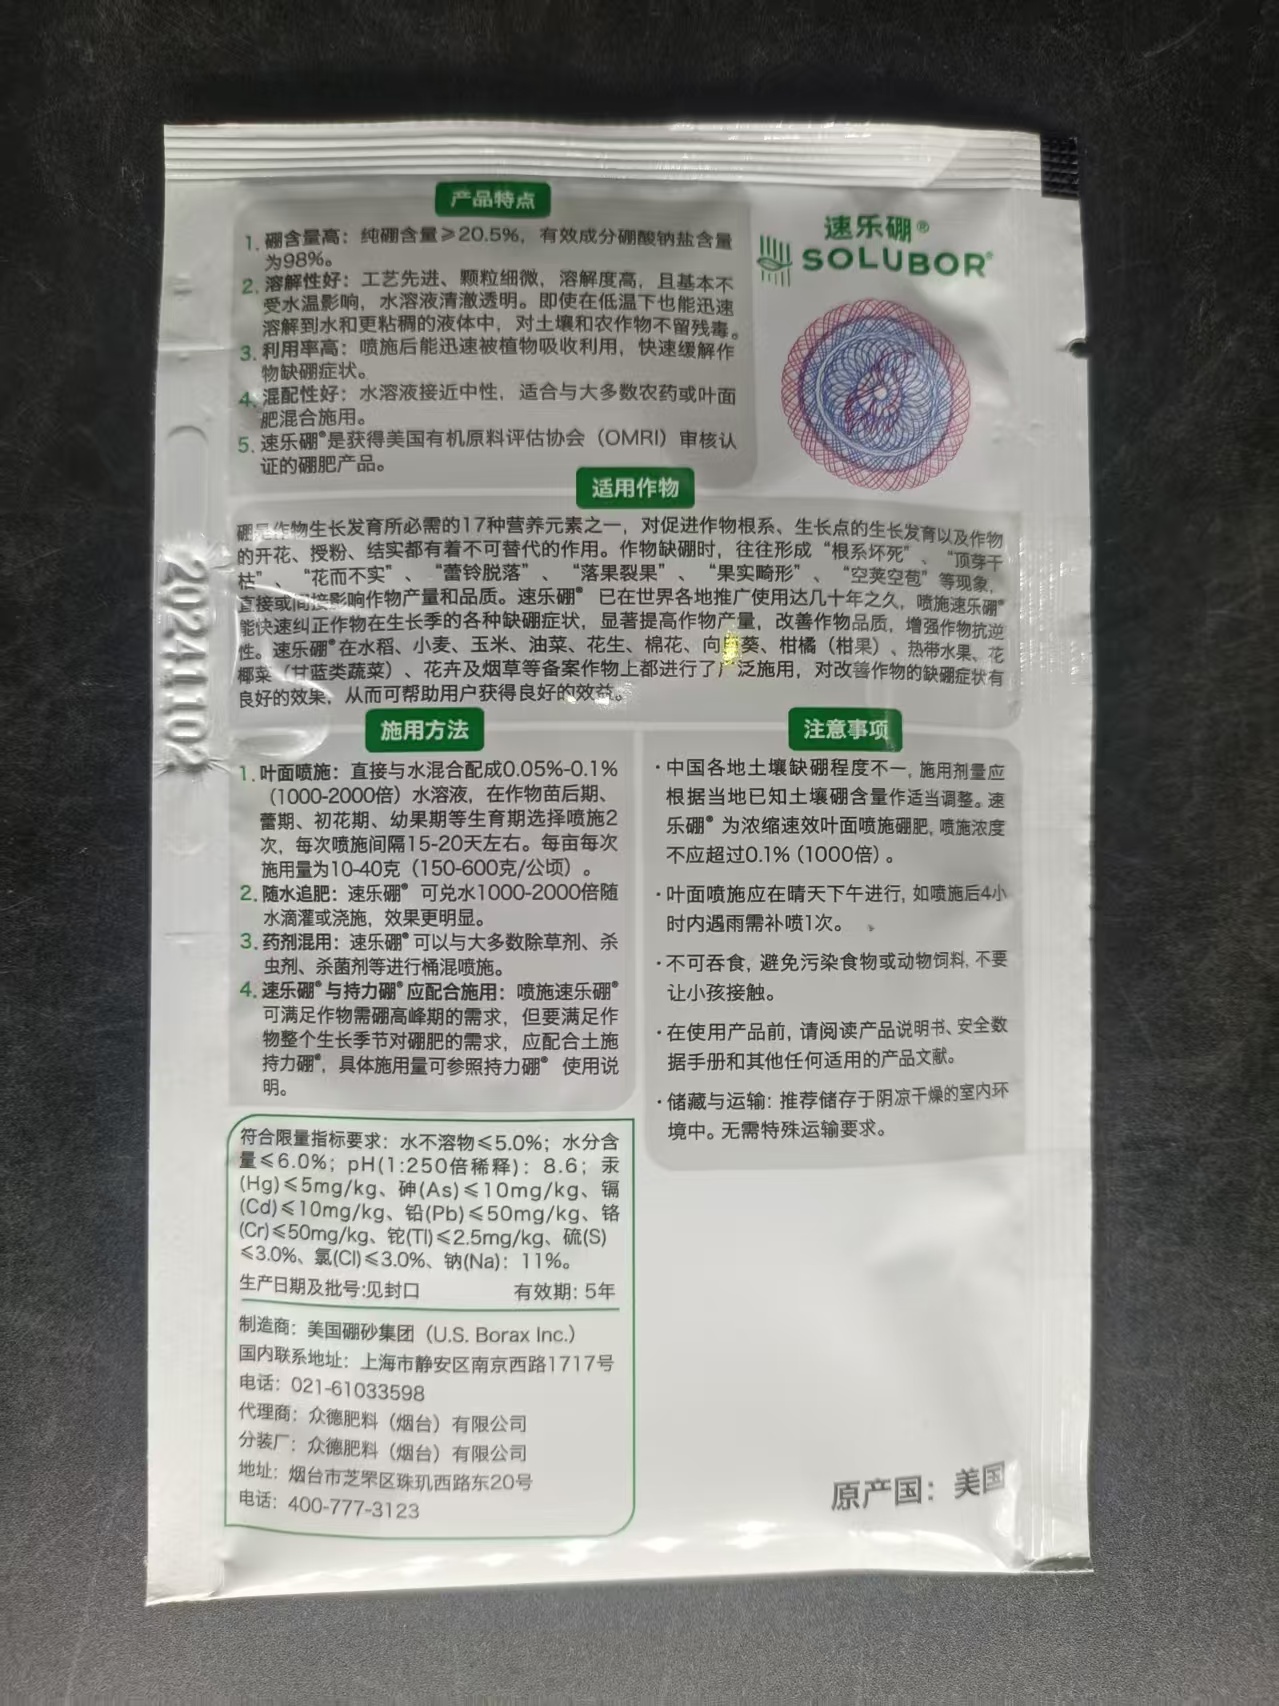 产品特点
1. 硼含量高：纯硼含量≥20.5%，有效成分硼酸钠盐含量
为98%。
2. 溶解性好：工艺先进、颗粒细微，溶解度高，且基本不
受水温影响，水溶液清澈透明。即使在低温下也能迅速
溶解到水和更粘稠的液体中，对土壤和农作物不留残毒。
3. 利用率高：喷施后能迅速被植物吸收利用，快速缓解作
物缺硼症状。
4. 混配性好：水溶液接近中性，适合与大多数农药或叶面
肥混合施用。
5. 速乐硼®是获得美国有机原料评估协会（OMRI）审核认
证的硼肥产品。
速乐硼®
SOLUBOR®
适用作物
硼是作物生长发育所必需的17种营养元素之一，对促进作物根系、生长点的生长发育以及作物
的开花、授粉、结实都有着不可替代的作用。作物缺硼时，往往形成“根系坏死”、“顶芽干
枯”、“花而不实”、“蕾铃脱落”、“落果裂果”、“果实畸形”、“空荚空苞”等现象，
直接或间接影响作物产量和品质。速乐硼® 已在世界各地推广使用达几十年之久，喷施速乐硼®
能快速纠正作物在生长季的各种缺硼症状，显著提高作物产量，改善作物品质，增强作物抗逆
性。速乐硼®在水稻、小麦、玉米、油菜、花生、棉花、向日葵、柑橘（柑果）、热带水果、花
椰菜（甘蓝类蔬菜）、花卉及烟草等备案作物上都进行了广泛施用，对改善作物的缺硼症状有
良好的效果，从而可帮助用户获得良好的效益。
20241102
施用方法
1. 叶面喷施：直接与水混合配成0.05%-0.1%
（1000-2000倍）水溶液，在作物苗后期、
蕾期、初花期、幼果期等生育期选择喷施2
次，每次喷施间隔15-20天左右。每亩每次
施用量为10-40克（150-600克/公顷）。
2. 随水追肥：速乐硼® 可兑水1000-2000倍随
水滴灌或浇施，效果更明显。
3. 药剂混用：速乐硼®可以与大多数除草剂、杀
虫剂、杀菌剂等进行桶混喷施。
4. 速乐硼®与持力硼®应配合施用：喷施速乐硼®
可满足作物需硼高峰期的需求，但要满足作
物整个生长季节对硼肥的需求，应配合土施
持力硼®，具体施用量可参照持力硼® 使用说
明。
注意事项
·中国各地土壤缺硼程度不一，施用剂量应
根据当地已知土壤硼含量作适当调整。速
乐硼® 为浓缩速效叶面喷施硼肥，喷施浓度
不应超过0.1%（1000倍）。
·叶面喷施应在晴天下午进行，如喷施后4小
时内遇雨需补喷1次。
·不可吞食，避免污染食物或动物饲料，不要
让小孩接触。
·在使用产品前，请阅读产品说明书、安全数
据手册和其他任何适用的产品文献。
·储藏与运输：推荐储存于阴凉干燥的室内环
境中。无需特殊运输要求。
符合限量指标要求：水不溶物≤5.0%；水分含
量≤6.0%；pH(1:250倍稀释)：8.6；汞
(Hg)≤5mg/kg、砷(As)≤10mg/kg、镉
(Cd)≤10mg/kg、铅(Pb)≤50mg/kg、铬
(Cr)≤50mg/kg、铊(Tl)≤2.5mg/kg、硫(S)
≤3.0%、氯(Cl)≤3.0%、钠(Na)：11%。
生产日期及批号:见封口 有效期: 5年
制造商：美国硼砂集团（U.S. Borax Inc.）
国内联系地址：上海市静安区南京西路1717号
电话：021-61033598
代理商：众德肥料（烟台）有限公司
分装厂：众德肥料（烟台）有限公司
地址：烟台市芝罘区珠玑西路东20号
电话：400-777-3123
原产国：美国